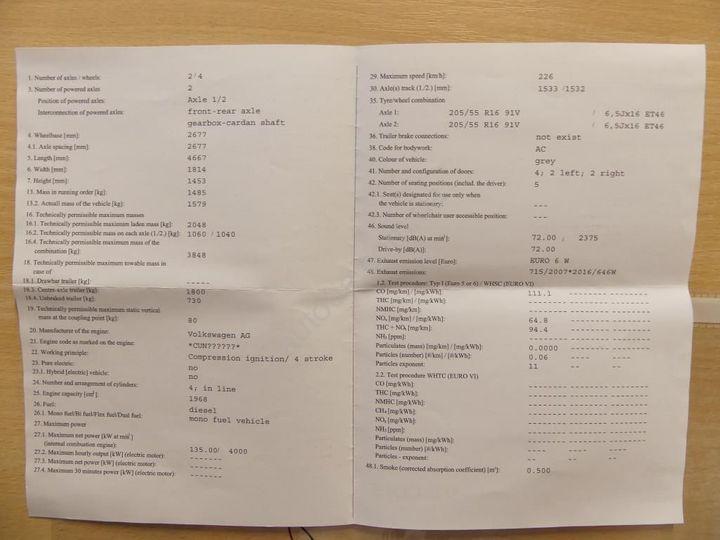 1. Number of axles / wheels: 2/4
3. Number of powered axles 2
Position of powered axles: Axle 1/2
Interconnection of powered axles: front-rear axle
gearbox-cardan shaft
4. Wheelbase [mm]: 2677
4.1. Axle spacing [mm]: 2677
5. Length [mm]: 4667
6. Width [mm]: 1814
7. Height [mm]: 1453
13. Mass in running order [kg]: 1485
13.2. Actuall mass of the vehicle [kg]: 1579
16. Technically permissible maximum masses
16.1. Technically permissible maximum laden mass [kg]: 2048
16.2. Technically permissible mass on each axle (1./2.) [kg]: 1060 / 1040
16.4. Technically permissible maximum mass of the
combination [kg]: 3848
18. Technically permissible maximum towable mass in
case of
18.1. Drawbar trailer [kg]: -----
18.3. Centre-axle trailer [kg]: 1800
18.4. Unbraked trailer [kg]: 730
19. Technically permissible maximum static vertical
mass at the coupling point [kg]: 80
20. Manufacturer of the engine: Volkswagen AG
21. Engine code as marked on the engine: *CUN??????*
22. Working principle: Compression ignition/ 4 stroke
23. Pure electric: no
23.1. Hybrid [electric] vehicle: no
24. Number and arrangement of cylinders: 4; in line
25. Engine capacity [cm³]: 1968
26. Fuel: diesel
26.1. Mono fuel/Bi fuel/Flex fuel/Dual fuel: mono fuel vehicle
27. Maximum power
27.1. Maximum net power [kW at min¹]
(internal combustion engine): 135.00/ 4000
27.2. Maximum hourly output [kW] (electric motor): -------
27.3. Maximum net power [kW] (electric motor): -------
27.4. Maximum 30 minutes power [kW] (electric motor): -------
29. Maximum speed [km/h]: 226
30. Axle(s) track (1./2.) [mm]: 1533 /1532
35. Tyre/wheel combination
Axle 1: 205/55 R16 91V / 6,5Jx16 ET46
Axle 2: 205/55 R16 91V / 6,5Jx16 ET46
36. Trailer brake connections: not exist
38. Code for bodywork: AC
40. Colour of vehicle: grey
41. Number and configuration of doors: 4; 2 left; 2 right
42. Number of seating positions (includ. the driver): 5
42.1. Seat(s) designated for use only when
the vehicle is stationary: ---
42.3. Number of wheelchair user accessible position: ---
46. Sound level
Stationary [dB(A) at min¹]: 72.00 ; 2375
Drive-by [dB(A)]: 72.00
47. Exhaust emission level [Euro]: EURO 6 W
48. Exhaust emissions: 715/2007*2016/646W
1.2. Test procedure: Typ I (Euro 5 or 6) / WHSC (EURO VI)
CO [mg/km] / [mg/kWh]: 111.1
THC [mg/km] / [mg/kWh]:
NMHC [mg/km]:
NOₓ [mg/km] / [mg/kWh]: 64.8
THC + NOₓ [mg/km]: 94.4
NH₃ [ppm]:
Particulates (mass) [mg/km] / [mg/kWh]: 0.0000
Particles (number) [#/km] / [#/kWh]: 0.06
Particles exponent: 11
2.2. Test procedure WHTC (EURO VI)
CO [mg/kWh]:
THC [mg/kWh]:
NMHC [mg/kWh]:
CH₄ [mg/kWh]:
NOₓ [mg/kWh]:
NH₃ [ppm]:
Particulates (mass) [mg/kWh]:
Particles (number) [#/kWh]:
Particles - exponent:
48.1. Smoke (corrected absorption coefficient) [m¹]: 0.500